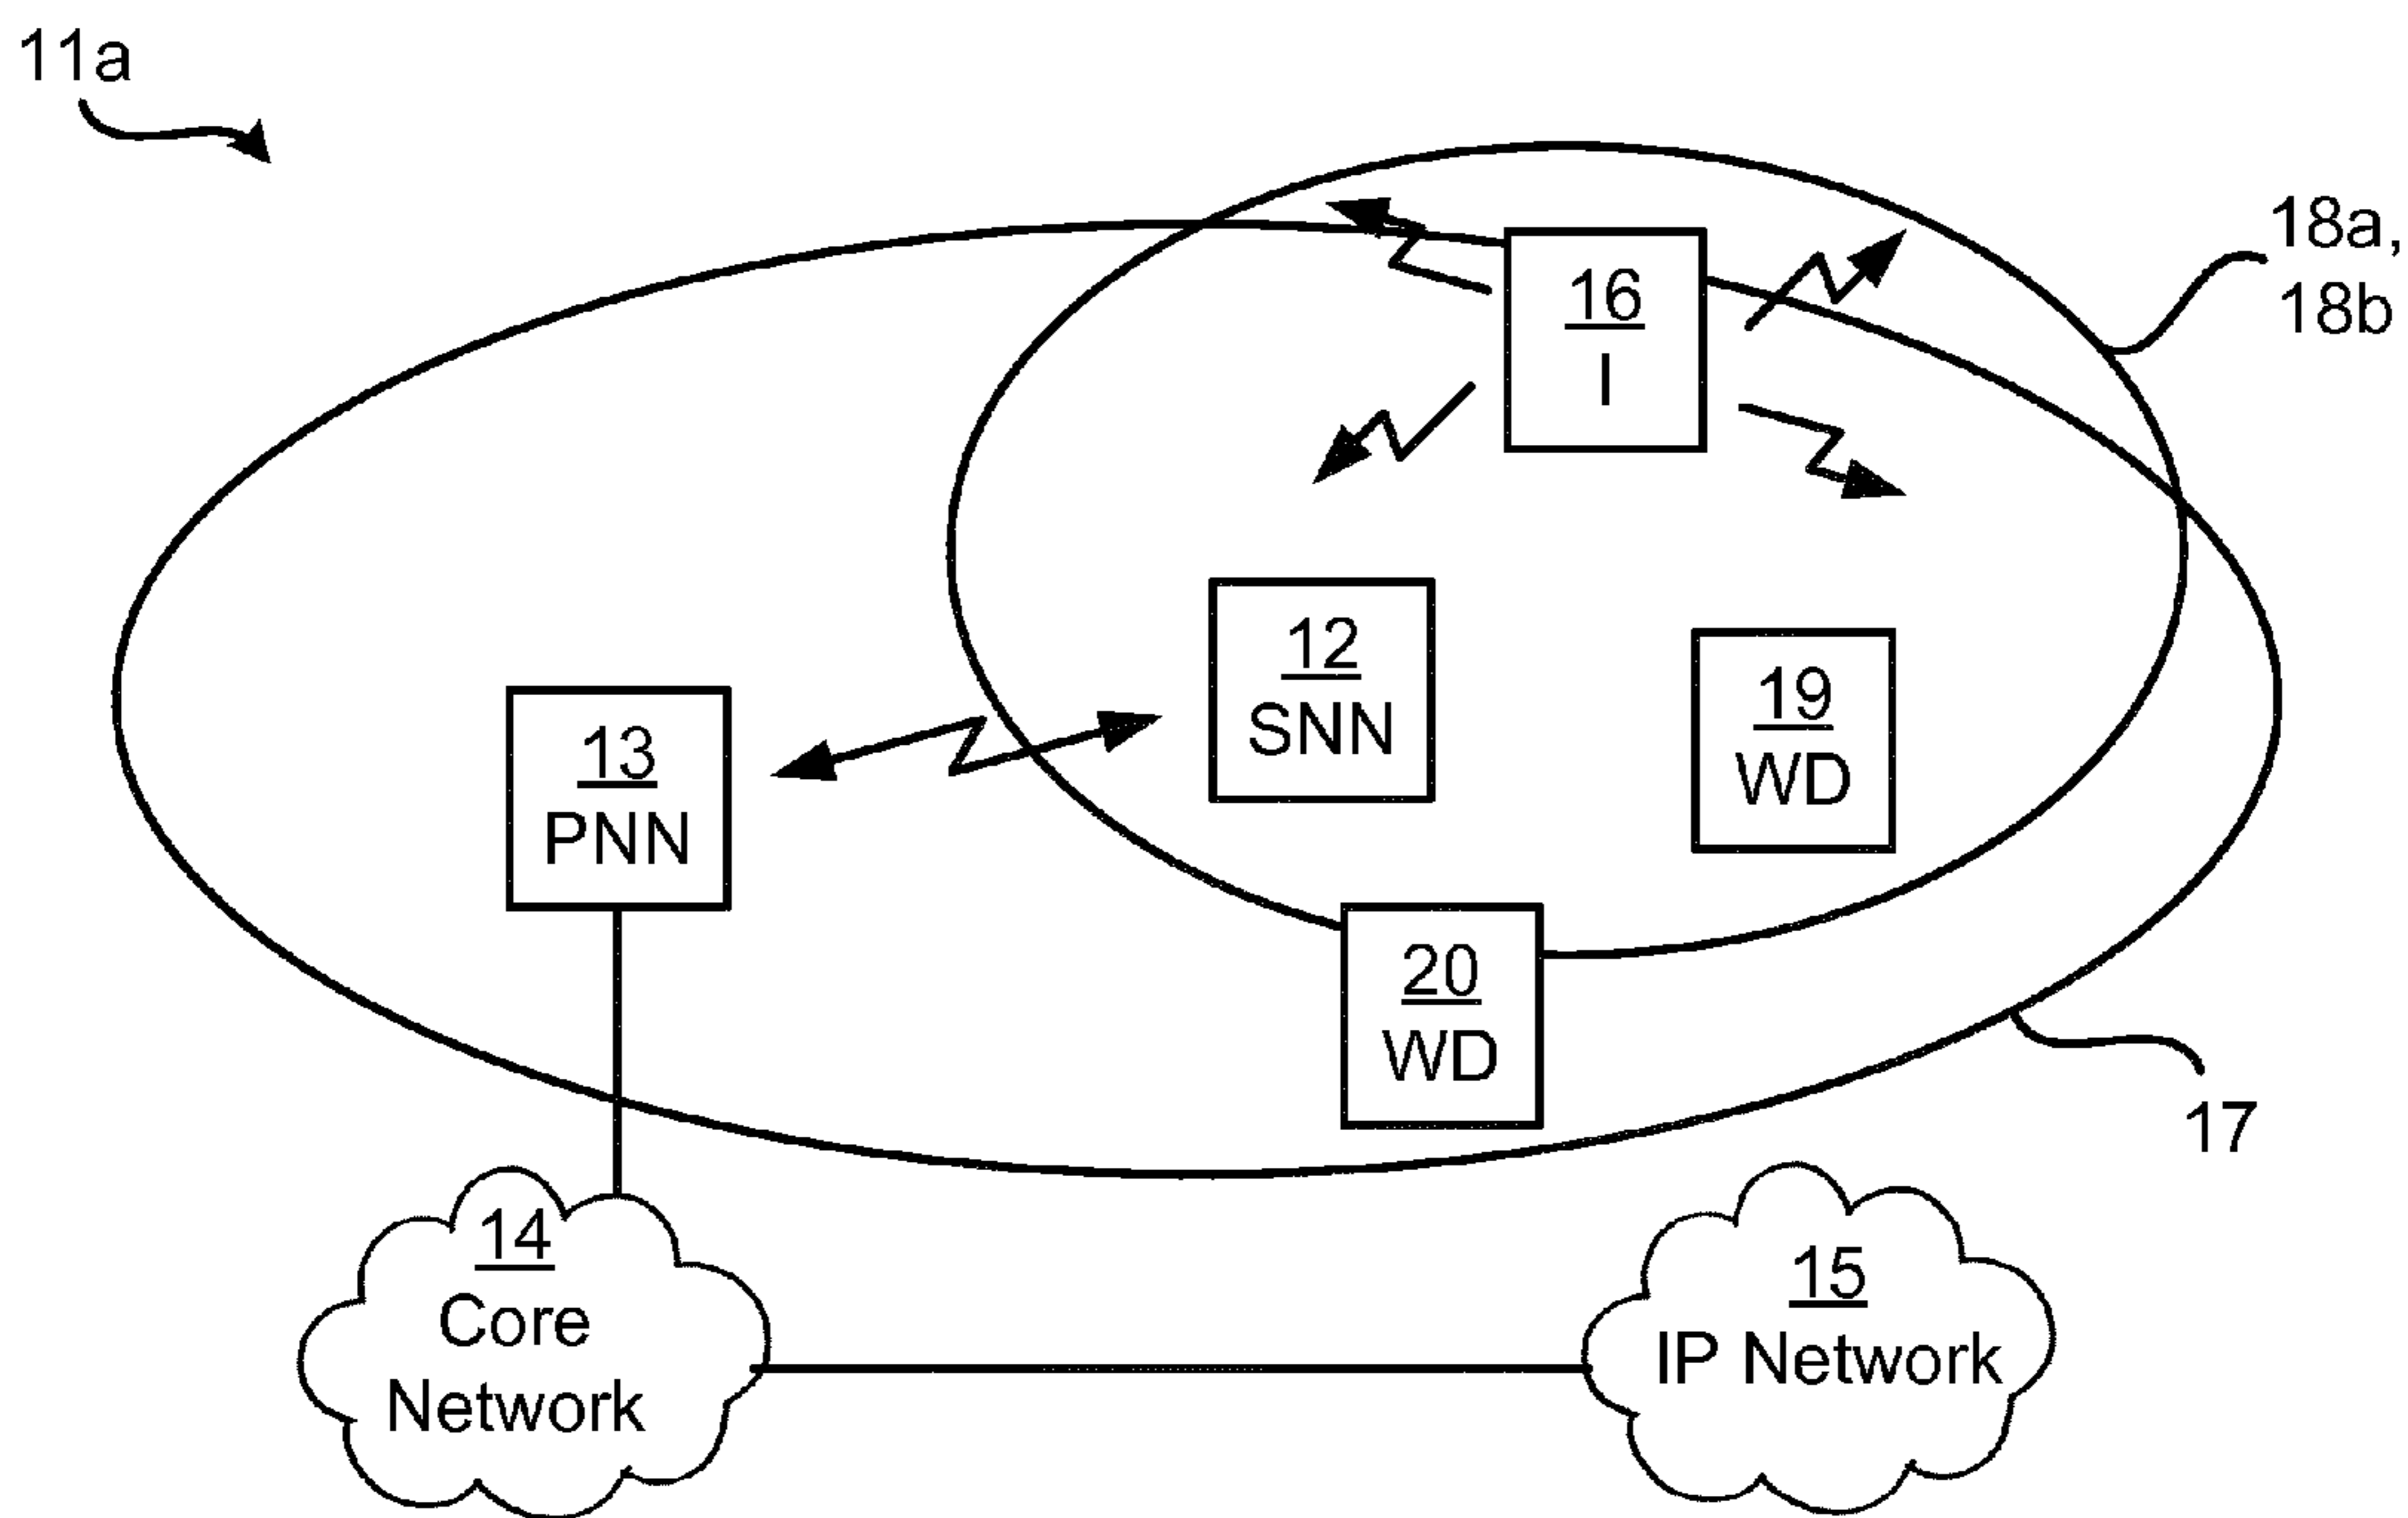 11a
18a,
18b
16
I
12
SNN
19
WD
13
PNN
20
WD
17
14
Core
Network
15
IP Network